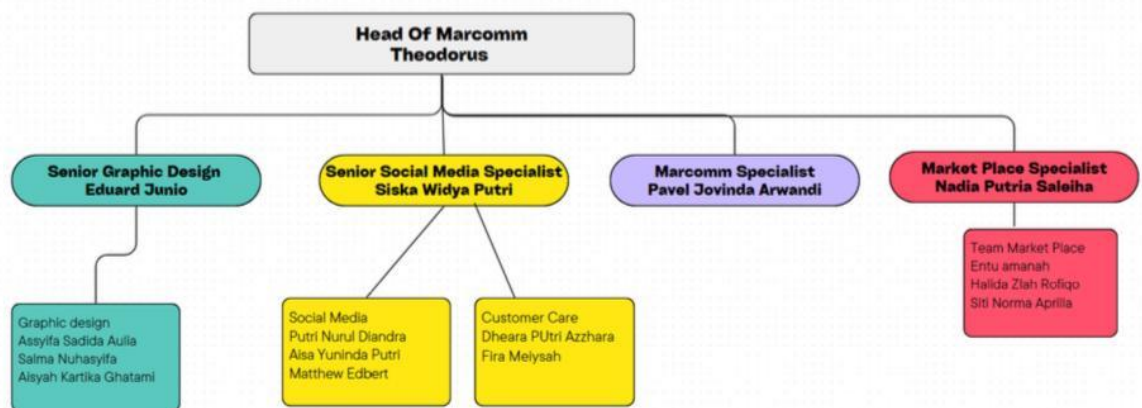 Head Of Marcomm
Theodorus
Senior Graphic Design
Eduard Junio
Senior Social Media Specialist
Siska Widya Putri
Marcomm Specialist
Pavel Jovinda Arwandi
Market Place Specialist
Nadia Putria Saleiha
Graphic design
Assyifa Sadida Aulia
Salma Nuhasyifa
Aisyah Kartika Ghatami
Social Media
Putri Nurul Diandra
Aisa Yuninda Putri
Matthew Edbert
Customer Care
Dheara PUtri Azzhara
Fira Meiysah
Team Market Place
Entu amanah
Halida Zlah Rofiqo
Siti Norma Aprilia